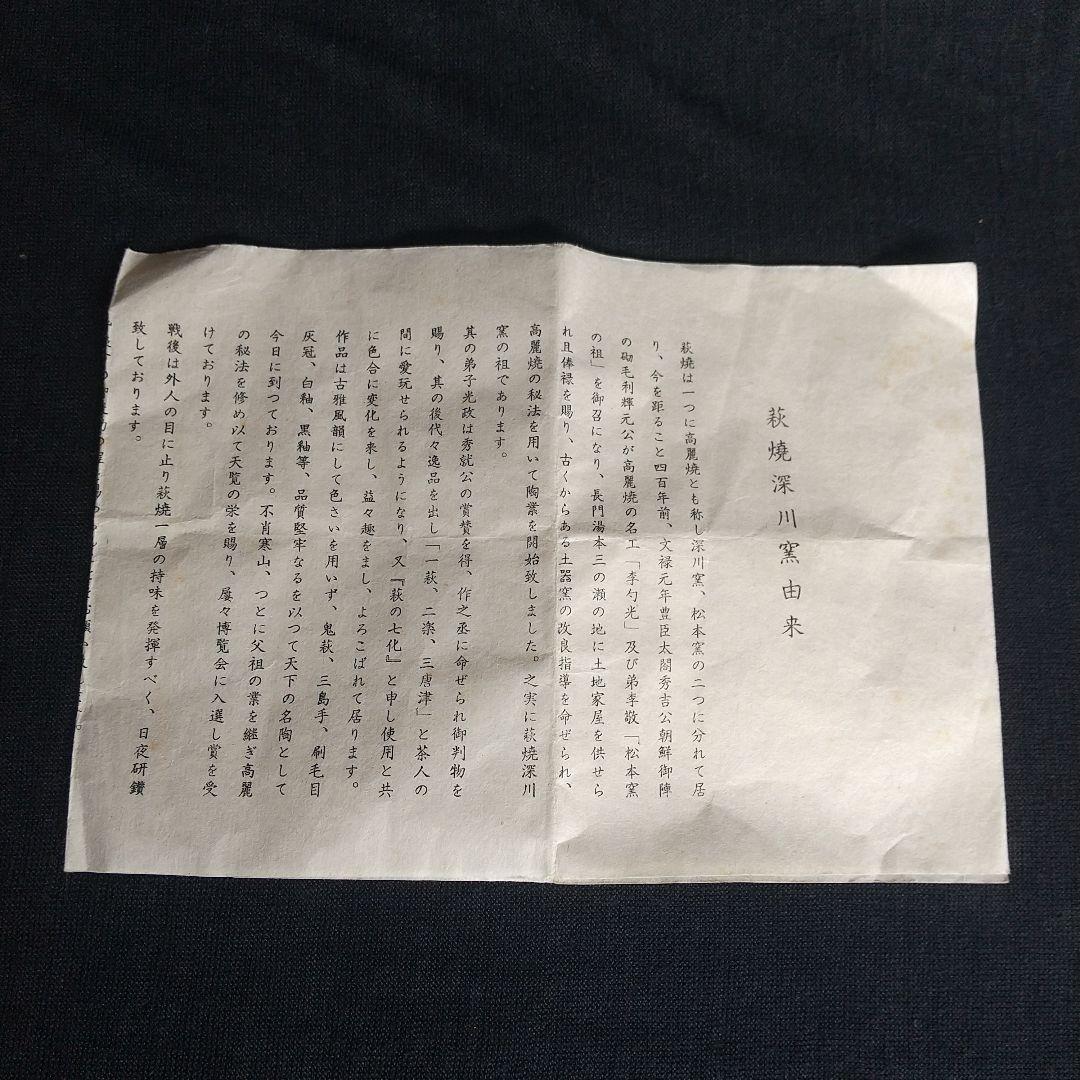 萩燒深川窯由来
萩燒は一つに高麗焼とも称し深川窯、松本窯の二つに分れて居
り、今を距ること四百年前、文禄元年豊臣太閤秀吉公朝鮮御陣
の砌毛利輝元公が高麗焼の名工「李勺光」及び弟李敬「松本窯
の祖」を御召になり、長門湯本三の瀬の地に土地家屋を供せら
れ且俸禄を賜り、古くからある土器窯の改良指導を命ぜられ、
高麗焼の秘法を用いて陶業を開始致しました。之実に萩焼深川
窯の祖であります。
其の弟子光政は秀就公の賞賛を得、作之丞に命ぜられ御判物を
賜り、其の後代々逸品を出し「一萩、二楽、三唐津」と茶人の
間に愛玩せられるようになり、又『萩の七化』と申し使用と共
に色合に変化を来し、益々趣をまし、よろこばれて居ります。
作品は古雅風韻にして色さいを用いず、鬼萩、三島手、刷毛目
灰冠、白釉、黒釉等、品質堅牢なるを以つて天下の名陶として
今日に到つております。不肖寒山、つとに父祖の業を継ぎ高麗
の秘法を修め以て天覧の栄を賜り、屡々博覧会に入選し賞を受
けております。
戦後は外人の目に止り萩焼一層の持味を発揮すべく、日夜研鑽
致しております。